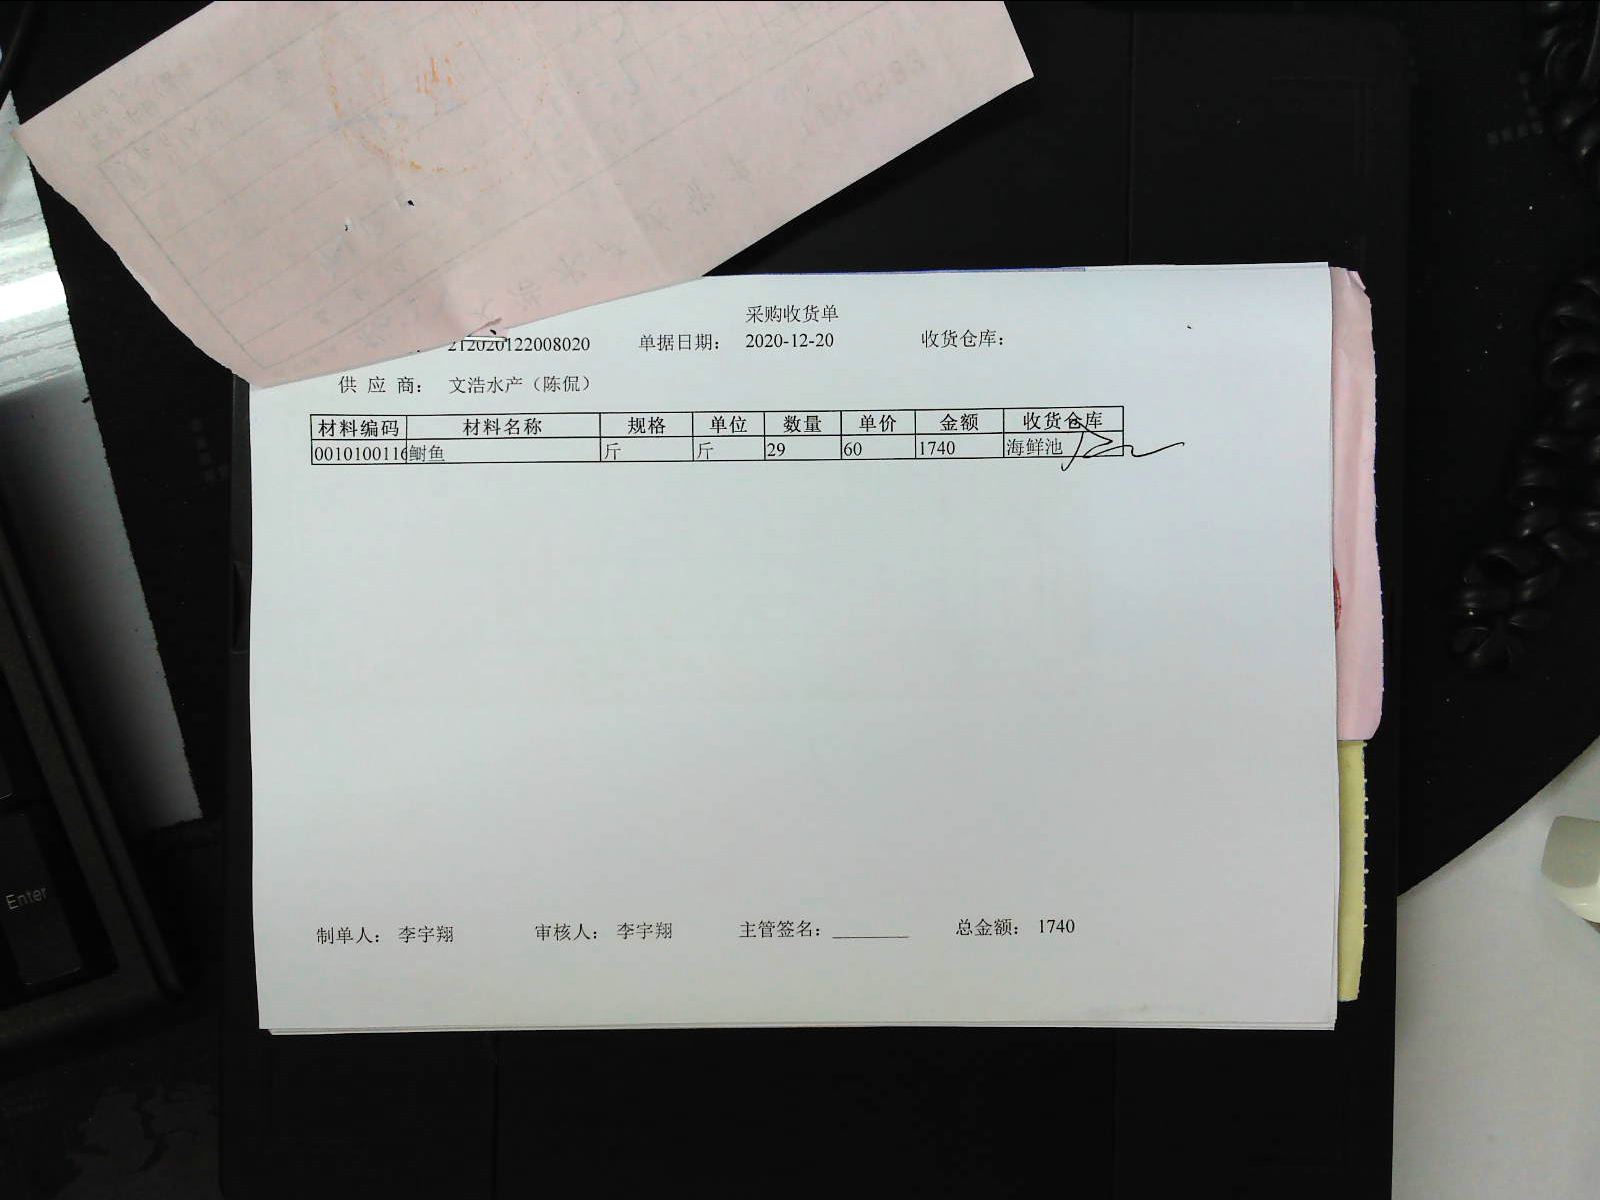 采购收货单
212020122008020 单据日期： 2020-12-20 收货仓库：
供 应 商： 文浩水产（陈侃）
材料编码 材料名称 规格 单位 数量 单价 金额 收货仓库
0010100116 鲥鱼 斤 斤 29 60 1740 海鲜池
制单人： 李宇翔 审核人： 李宇翔 主管签名：________ 总金额： 1740
Enter